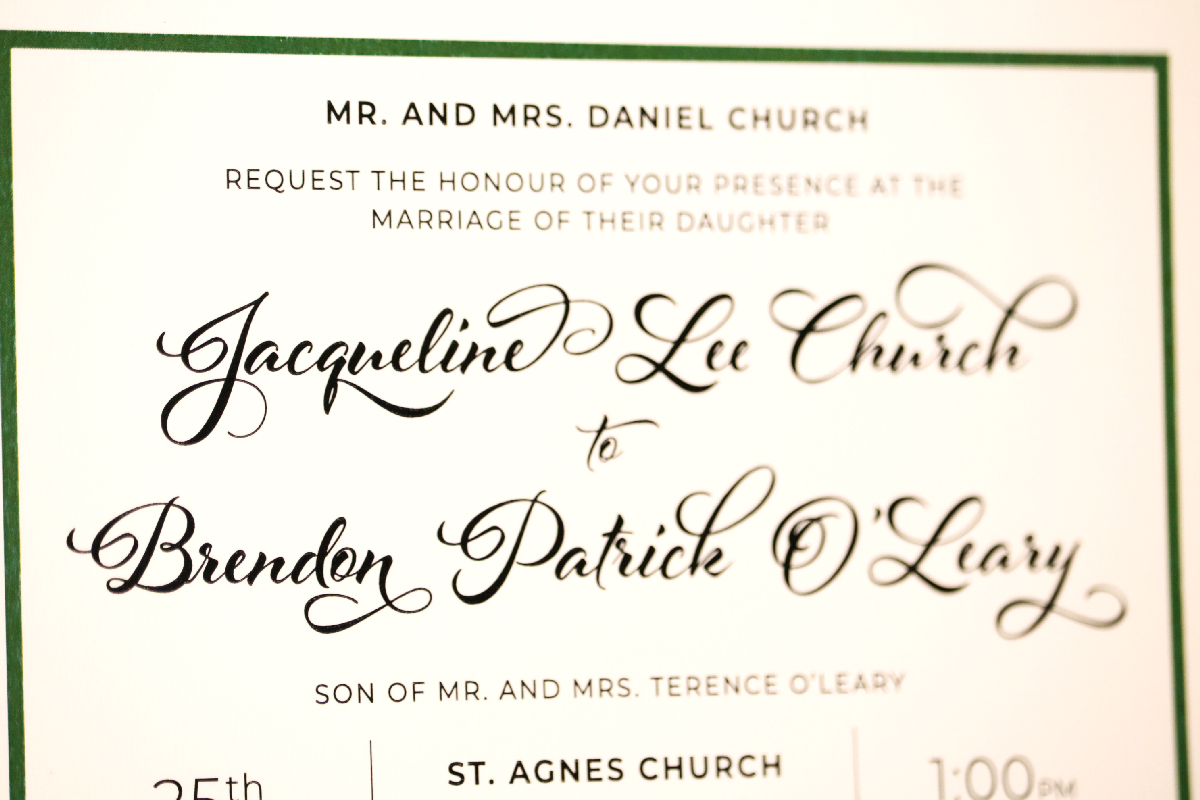 MR. AND MRS. DANIEL CHURCH
REQUEST THE HONOUR OF YOUR PRESENCE AT THE
MARRIAGE OF THEIR DAUGHTER
Jacqueline Lee Church
to
Brendon Patrick O'Leary
SON OF MR. AND MRS. TERENCE O'LEARY
25th
ST. AGNES CHURCH
1:00PM